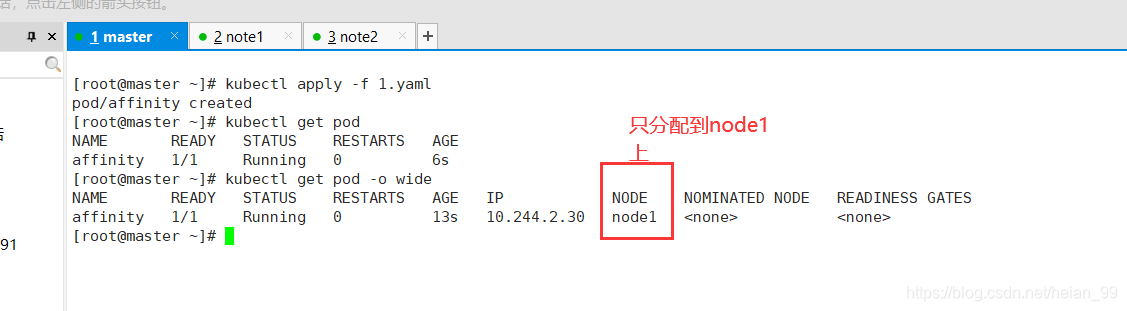 点击左侧的箭头按钮。
1 master
2 note1
3 note2
[root@master ~]# kubectl apply -f 1.yaml
pod/affinity created
[root@master ~]# kubectl get pod
只分配到node1
上
NAME READY STATUS RESTARTS AGE
affinity 1/1 Running 0 6s
[root@master ~]# kubectl get pod -o wide
NAME READY STATUS RESTARTS AGE IP NODE NOMINATED NODE READINESS GATES
affinity 1/1 Running 0 13s 10.244.2.30 node1 <none> <none>
[root@master ~]#
91
https://blog.csdn.net/heian_99